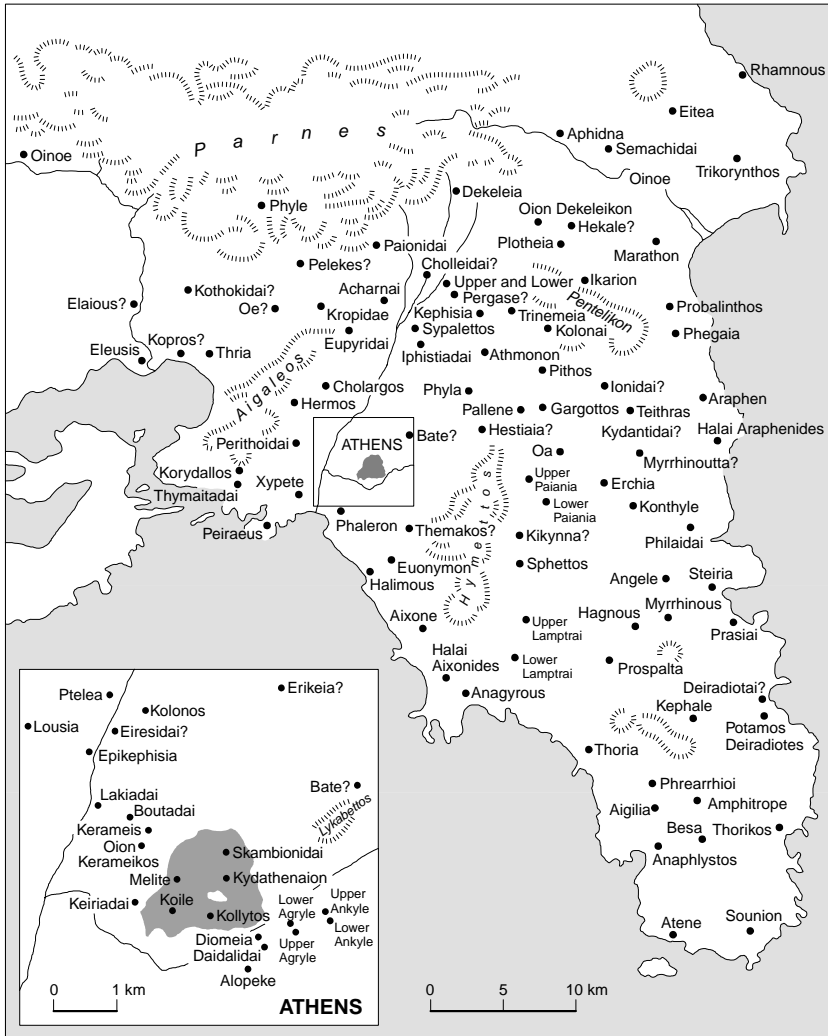 Rhamnous
Eitea
Parnes
Aphidna
Semachidai
Oinoe
Trikorynthos
Oinoe
Dekeleia
Phyle
Oion Dekeleikon
Hekale?
Paionidai
Plotheia
Marathon
Pelekes?
Cholleidai?
Ikarion
Kothokidai?
Acharnai
Upper and Lower
Pergase?
Elaious?
Oe?
Kropidae
Kephisia
Trinemeia
Pentelikon
Probalinthos
Sypalettos
Kolonai
Phegaia
Kopros?
Eupyridai
Eleusis
Thria
Iphistiadai
Athmonon
Aigaleos
Pithos
Cholargos
Phyla
Ionidai?
Araphen
Hermos
Pallene
Gargottos
Teithras
Perithoidai
ATHENS
Bate?
Hestiaia?
Kydantidai?
Halai Araphenides
Oa
Myrrhinoutta?
Korydallos
Thymaitadai
Xypete
Upper
Paiania
Erchia
Hymettos
Lower
Paiania
Konthyle
Phaleron
Peiraeus
Themakos?
Kikynna?
Philaidai
Euonymon
Sphettos
Halimous
Angele
Steiria
Hagnous
Myrrhinous
Aixone
Upper
Lamptrai
Prasiai
Halai
Aixonides
Lower
Lamptrai
Prospalta
Anagyrous
Deiradiotai?
Kephale
Potamos
Deiradiotes
Thoria
Phrearrhioi
Aigilia
Amphitrope
Besa
Thorikos
Anaphlystos
Atene
Sounion
0 5 10 km
Erikeia?
Ptelea
Kolonos
Lousia
Eiresidai?
Epikephisia
Bate?
Lakiadai
Boutadai
Lykabettos
Kerameis
Oion
Kerameikos
Skambionidai
Melite
Kydathenaion
Keiriadai
Koile
Kollytos
Lower
Agryle
Upper
Ankyle
Diomeia
Upper
Agryle
Lower
Ankyle
Daidalidai
Alopeke
0 1 km
ATHENS